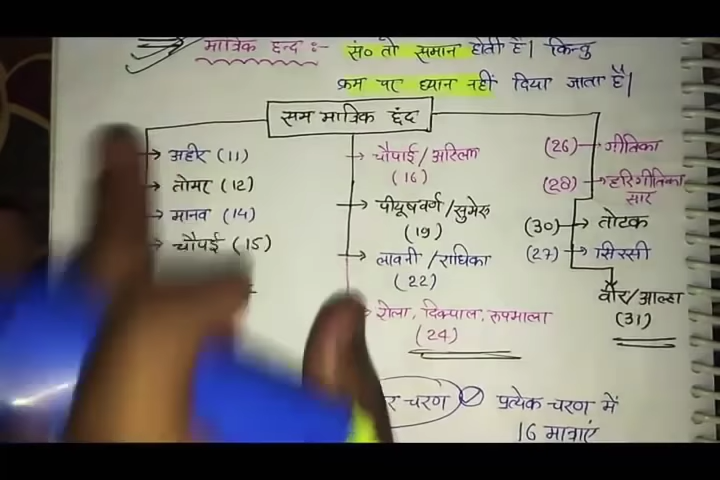 मात्रिक छन्द :- सं० तो समान होती है। किन्तु
क्रम पर ध्यान नहीं दिया जाता है।
सम मात्रिक छंद
अहीर (11)
तोमर (12)
मानव (14)
चौपई (15)
चौपाई/अरिल्ल
(16)
पीयूषवर्ण/सुमेरु
(19)
लावनी/राधिका
(22)
रोला, दिक्पाल, रुपमाला
(24)
(26) गीतिका
(28) हरिगीतिका
सार
(30) तोटक
(27) सिरसी
वीर/आल्हा
(31)
चरण प्रत्येक चरण में
16 मात्राएं